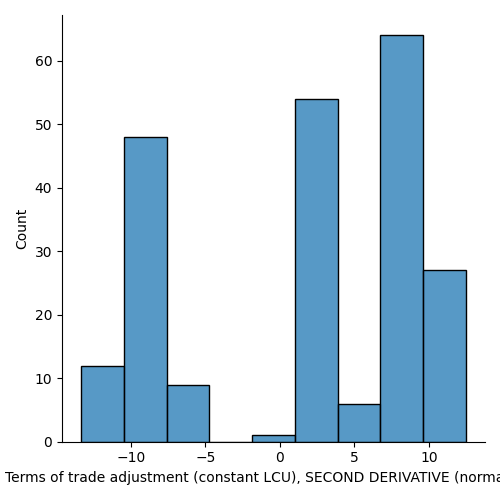 60
50
40
30
20
10
0
Count
−10 −5 0 5 10
Terms of trade adjustment (constant LCU), SECOND DERIVATIVE (norma